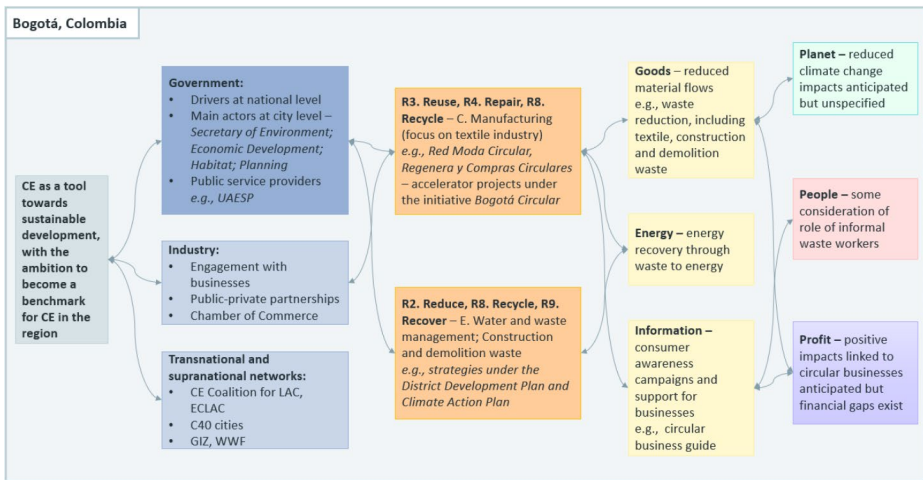 Bogotá, Colombia
CE as a tool
towards
sustainable
development,
with the
ambition to
become a
benchmark
for CE in the
region
Government:
• Drivers at national level
• Main actors at city level –
Secretary of Environment;
Economic Development;
Habitat; Planning
• Public service providers
e.g., UAESP
Industry:
• Engagement with
businesses
• Public-private partnerships
• Chamber of Commerce
Transnational and
supranational networks:
• CE Coalition for LAC,
ECLAC
• C40 cities
• GIZ, WWF
R3. Reuse, R4. Repair, R8.
Recycle – C. Manufacturing
(focus on textile industry)
e.g., Red Moda Circular,
Regenera y Compras Circulares
– accelerator projects under
the initiative Bogotá Circular
R2. Reduce, R8. Recycle, R9.
Recover – E. Water and waste
management; Construction
and demolition waste
e.g., strategies under the
District Development Plan and
Climate Action Plan
Goods – reduced
material flows
e.g., waste
reduction, including
textile, construction
and demolition
waste
Energy – energy
recovery through
waste to energy
Information –
consumer
awareness
campaigns and
support for
businesses
e.g., circular
business guide
Planet – reduced
climate change
impacts anticipated
but unspecified
People – some
consideration of
role of informal
waste workers
Profit – positive
impacts linked to
circular businesses
anticipated but
financial gaps exist